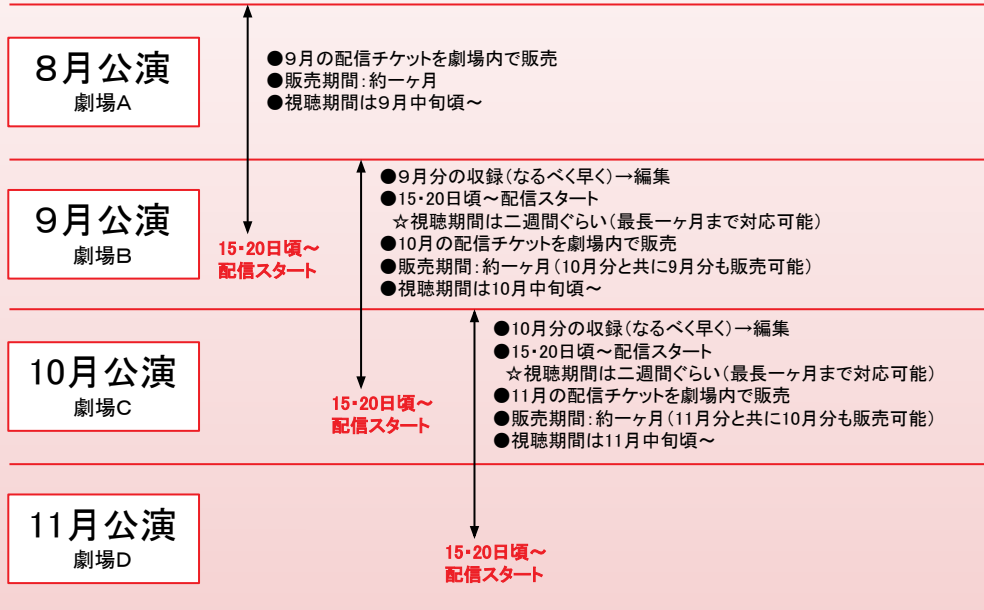 8月公演
劇場A
●9月の配信チケットを劇場内で販売
●販売期間:約一ヶ月
●視聴期間は9月中旬頃～
9月公演
劇場B
15・20日頃～
配信スタート
●9月分の収録(なるべく早く)→編集
●15・20日頃～配信スタート
☆視聴期間は二週間ぐらい(最長一ヶ月まで対応可能)
●10月の配信チケットを劇場内で販売
●販売期間:約一ヶ月(10月分と共に9月分も販売可能)
●視聴期間は10月中旬頃～
10月公演
劇場C
15・20日頃～
配信スタート
●10月分の収録(なるべく早く)→編集
●15・20日頃～配信スタート
☆視聴期間は二週間ぐらい(最長一ヶ月まで対応可能)
●11月の配信チケットを劇場内で販売
●販売期間:約一ヶ月(11月分と共に10月分も販売可能)
●視聴期間は11月中旬頃～
11月公演
劇場D
15・20日頃～
配信スタート